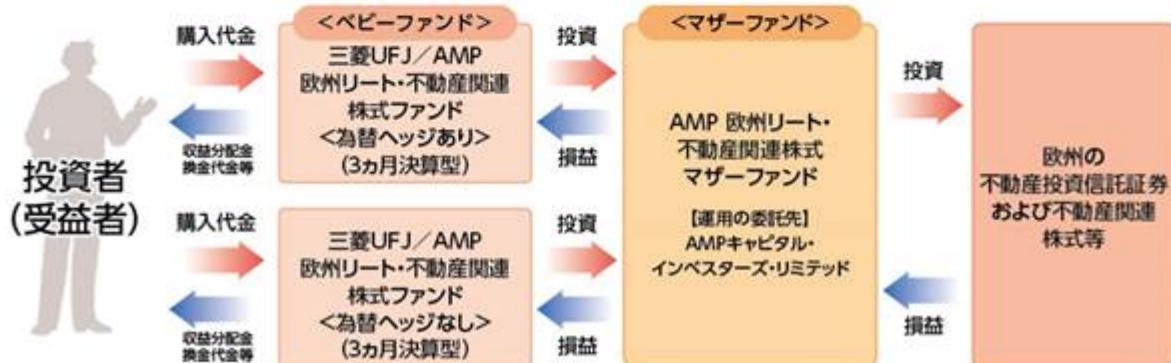 投資者
(受益者)
購入代金
収益分配金
換金代金等
購入代金
収益分配金
換金代金等
<ベビーファンド>
三菱UFJ/AMP
欧州リート・不動産関連
株式ファンド
<為替ヘッジあり>
(3ヵ月決算型)
三菱UFJ/AMP
欧州リート・不動産関連
株式ファンド
<為替ヘッジなし>
(3ヵ月決算型)
投資
損益
投資
損益
<マザーファンド>
AMP 欧州リート・
不動産関連株式
マザーファンド
【運用の委託先】
AMPキャピタル・
インベスターズ・リミテッド
投資
損益
欧州の
不動産投資信託証券
および不動産関連
株式等